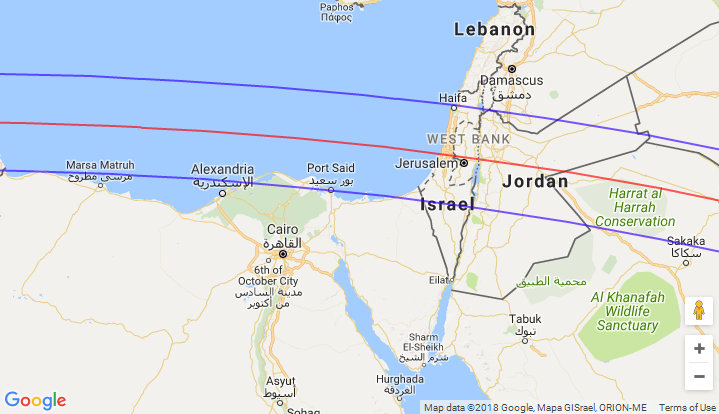 Paphos
Πάφος
Lebanon
Damascus
دمشق
Haifa
WEST BANK
Jerusalem
Jordan
Israel
Marsa Matruh
مرسى مطروح
Alexandria
الإسكندرية
Port Said
بور سعيد
Harrat al
Harrah
Conservation
Cairo
القاهرة
6th of
October City
مدينة السادس
من أكتوبر
Sakaka
سكاكا
Eilat
محمية الطبيق
Al Khanafah
Wildlife
Sanctuary
Tabuk
تبوك
Sharm
El-Sheikh
شرم الشيخ
Asyut
أسيوط
Hurghada
الغردقة
Sohag
Google
Map data ©2018 Google, Mapa GISrael, ORION-ME
Terms of Use